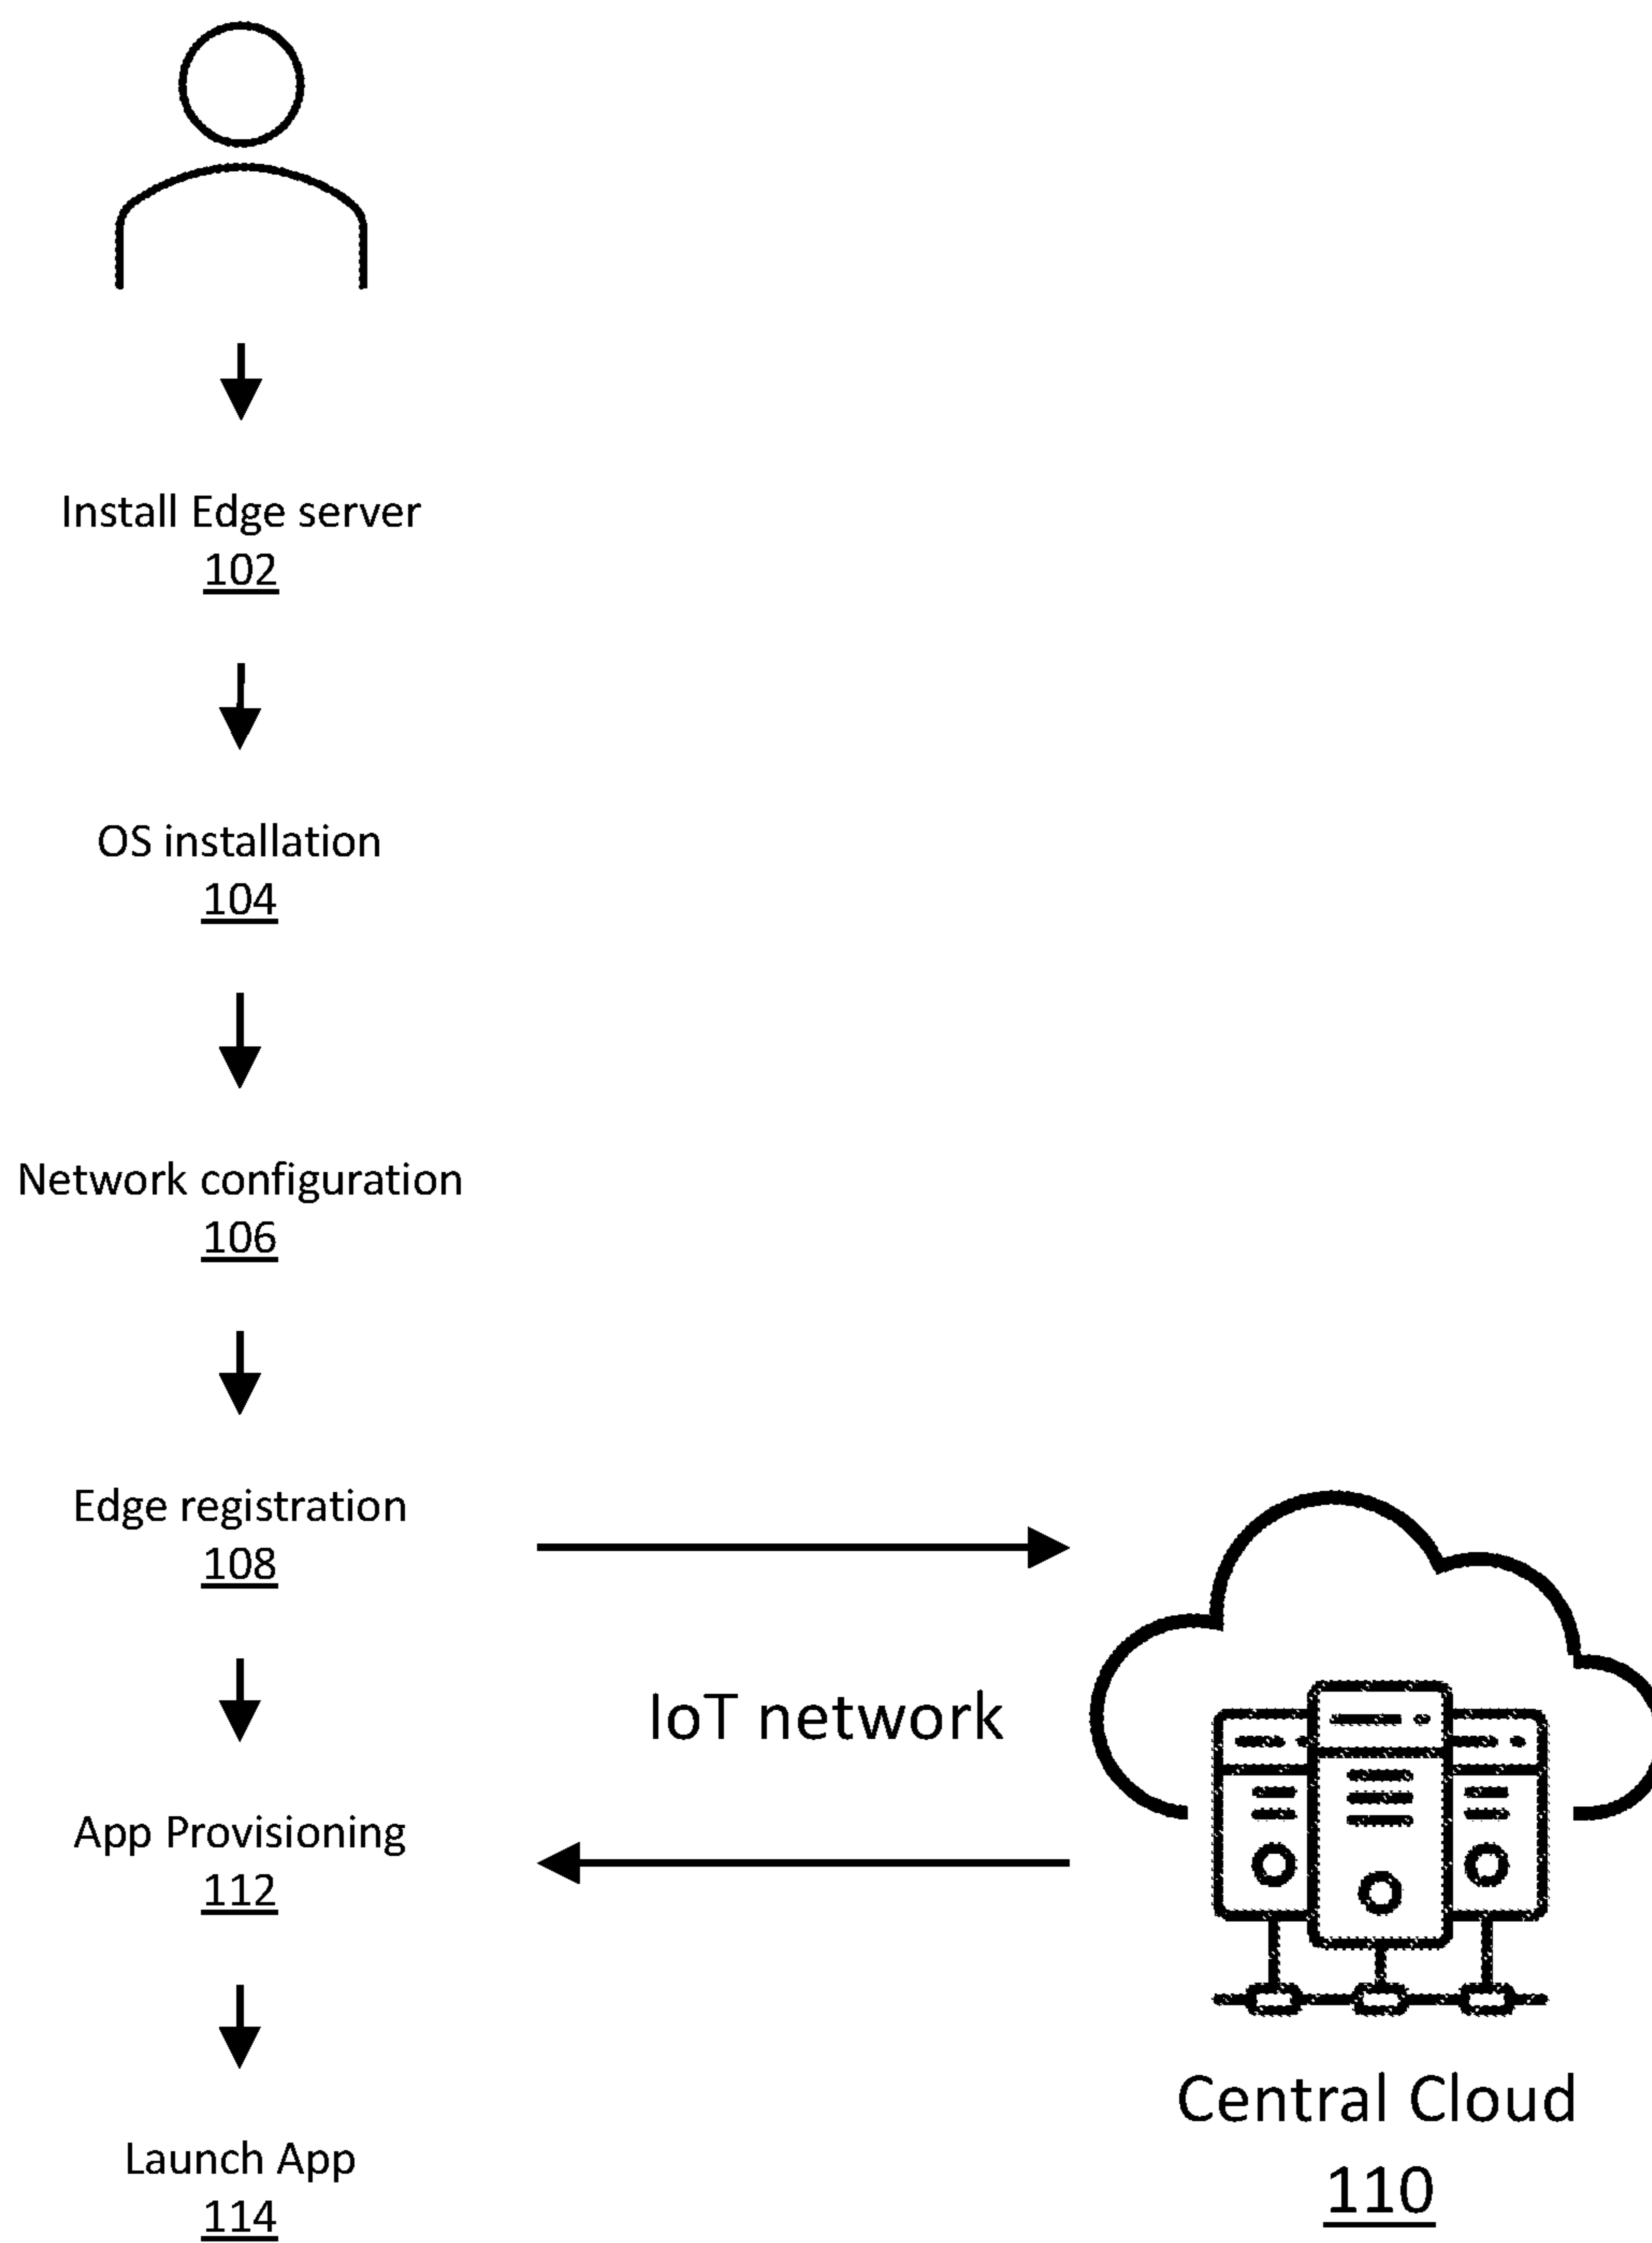 Install Edge server
102
OS installation
104
Network configuration
106
Edge registration
108
IoT network
App Provisioning
112
Launch App
114
Central Cloud
110